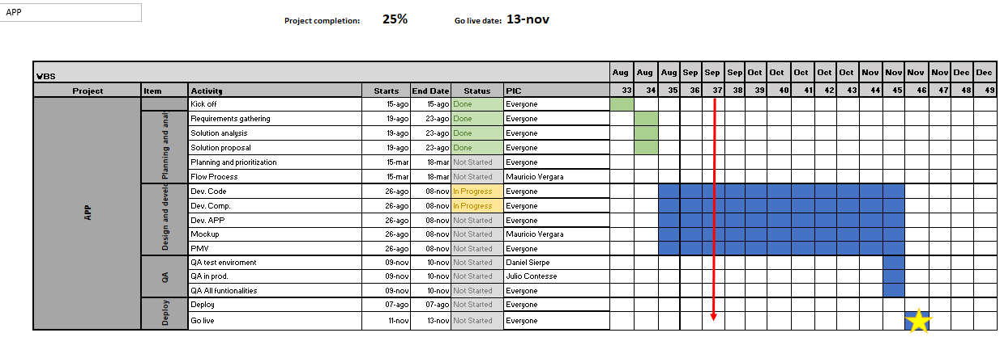 APP
Project completion: 25% Go live date: 13-nov
WBS Aug Aug Aug Sep Sep Sep Oct Oct Oct Oct Oct Nov Nov Nov Nov Dec Dec
Project Item Activity Starts End Date Status PIC 33 34 35 36 37 38 39 40 41 42 43 44 45 46 47 48 49
APP
Kick off 15-ago 15-ago Done Everyone
Planning and anal
Requirements gathering 19-ago 23-ago Done Everyone
Solution analysis 19-ago 23-ago Done Everyone
Solution proposal 19-ago 23-ago Done Everyone
Planning and prioritization 15-mar 18-mar Not Started Everyone
Flow Process 15-mar 18-mar Not Started Mauricio Vergara
Design and develo
Dev. Code 26-ago 08-nov In Progress Everyone
Dev. Comp. 26-ago 08-nov In Progress Everyone
Dev. APP 26-ago 08-nov Not Started Everyone
Mockup 26-ago 08-nov Not Started Mauricio Vergara
PMV 26-ago 08-nov Not Started Everyone
QA
QA test enviroment 09-nov 10-nov Not Started Daniel Sierpe
QA in prod. 09-nov 10-nov Not Started Julio Contesse
QA All funtionalities 09-nov 10-nov Not Started Everyone
Deploy
Deploy 07-ago 07-ago Not Started Everyone
Go live 11-nov 13-nov Not Started Everyone